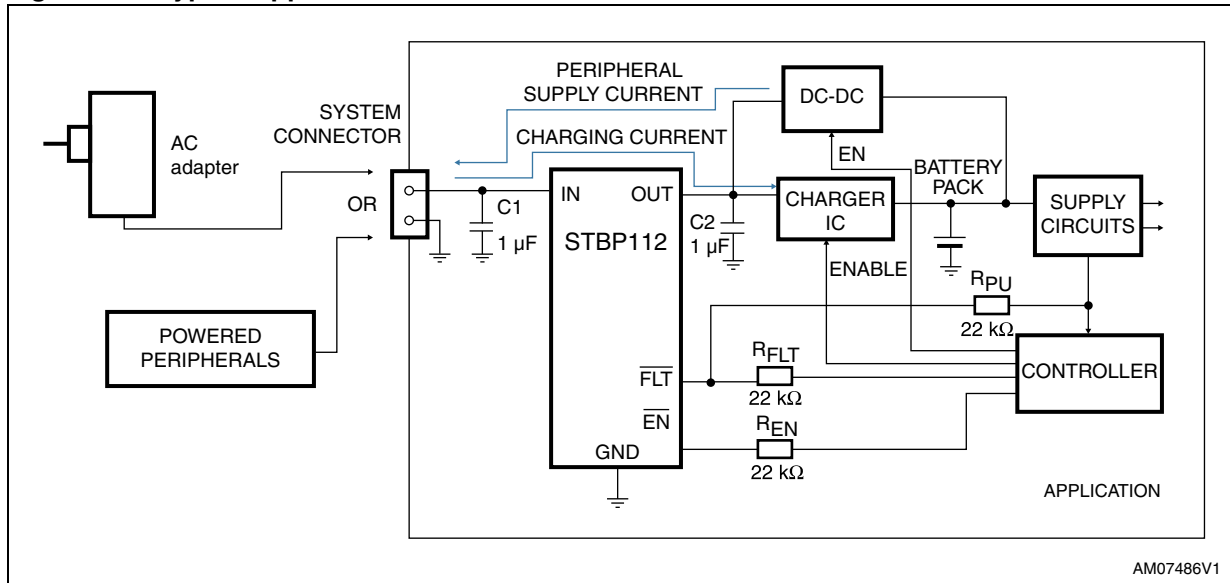 PERIPHERAL
SUPPLY CURRENT
DC-DC
SYSTEM
CONNECTOR
CHARGING CURRENT
AC
adapter
EN
BATTERY
PACK
OR
C1
1 µF
IN
OUT
STBP112
C2
1 µF
CHARGER
IC
SUPPLY
CIRCUITS
ENABLE
RPU
22 kΩ
POWERED
PERIPHERALS
FLT
RFLT
22 kΩ
CONTROLLER
EN
REN
22 kΩ
GND
APPLICATION
AM07486V1